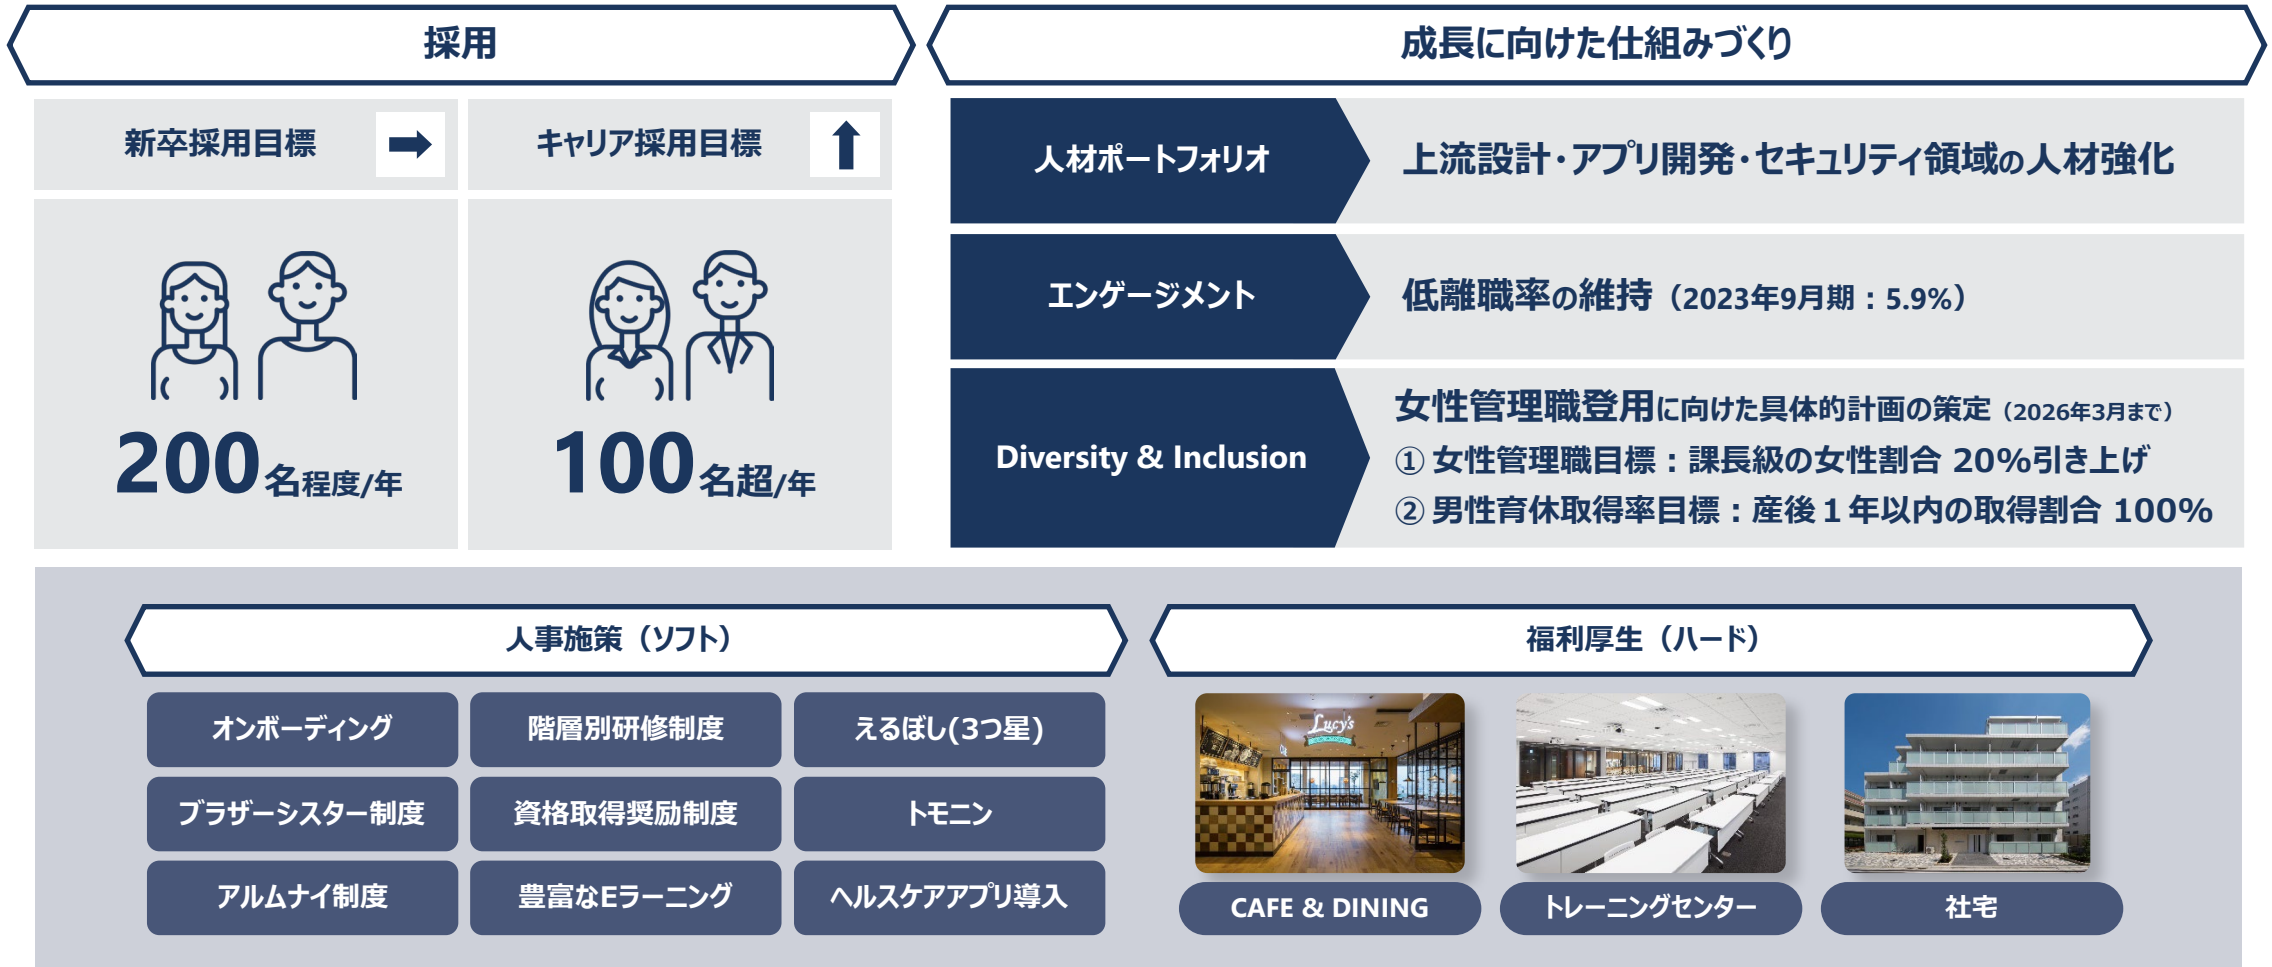 採用
新卒採用目標
キャリア採用目標
200名程度/年
100名超/年
成長に向けた仕組みづくり
人材ポートフォリオ
上流設計・アプリ開発・セキュリティ領域の人材強化
エンゲージメント
低離職率の維持（2023年9月期：5.9%）
Diversity & Inclusion
女性管理職登用に向けた具体的計画の策定（2026年3月まで）
① 女性管理職目標：課長級の女性割合 20%引き上げ
② 男性育休取得率目標：産後１年以内の取得割合 100%
人事施策（ソフト）
オンボーディング
階層別研修制度
えるぼし(3つ星)
ブラザーシスター制度
資格取得奨励制度
トモニン
アルムナイ制度
豊富なEラーニング
ヘルスケアアプリ導入
福利厚生（ハード）
Lucy's
CAFE & DINING
トレーニングセンター
社宅